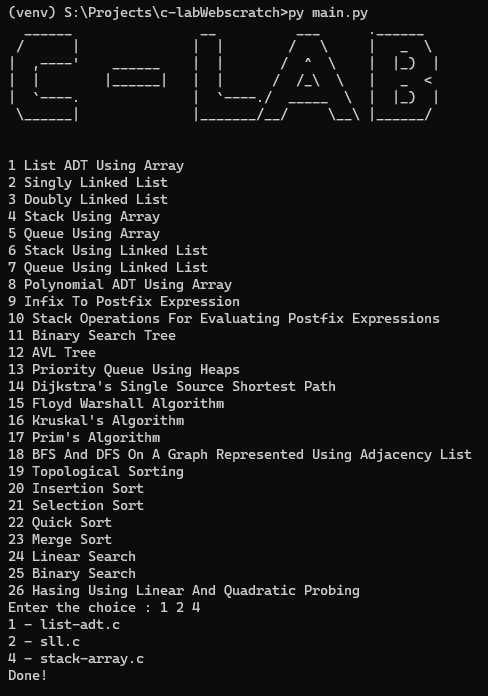 (venv) S:\Projects\c-labWebscratch>py main.py
C-LAB
1 List ADT Using Array
2 Singly Linked List
3 Doubly Linked List
4 Stack Using Array
5 Queue Using Array
6 Stack Using Linked List
7 Queue Using Linked List
8 Polynomial ADT Using Array
9 Infix To Postfix Expression
10 Stack Operations For Evaluating Postfix Expressions
11 Binary Search Tree
12 AVL Tree
13 Priority Queue Using Heaps
14 Dijkstra's Single Source Shortest Path
15 Floyd Warshall Algorithm
16 Kruskal's Algorithm
17 Prim's Algorithm
18 BFS And DFS On A Graph Represented Using Adjacency List
19 Topological Sorting
20 Insertion Sort
21 Selection Sort
22 Quick Sort
23 Merge Sort
24 Linear Search
25 Binary Search
26 Hasing Using Linear And Quadratic Probing
Enter the choice : 1 2 4
1 - list-adt.c
2 - sll.c
4 - stack-array.c
Done!